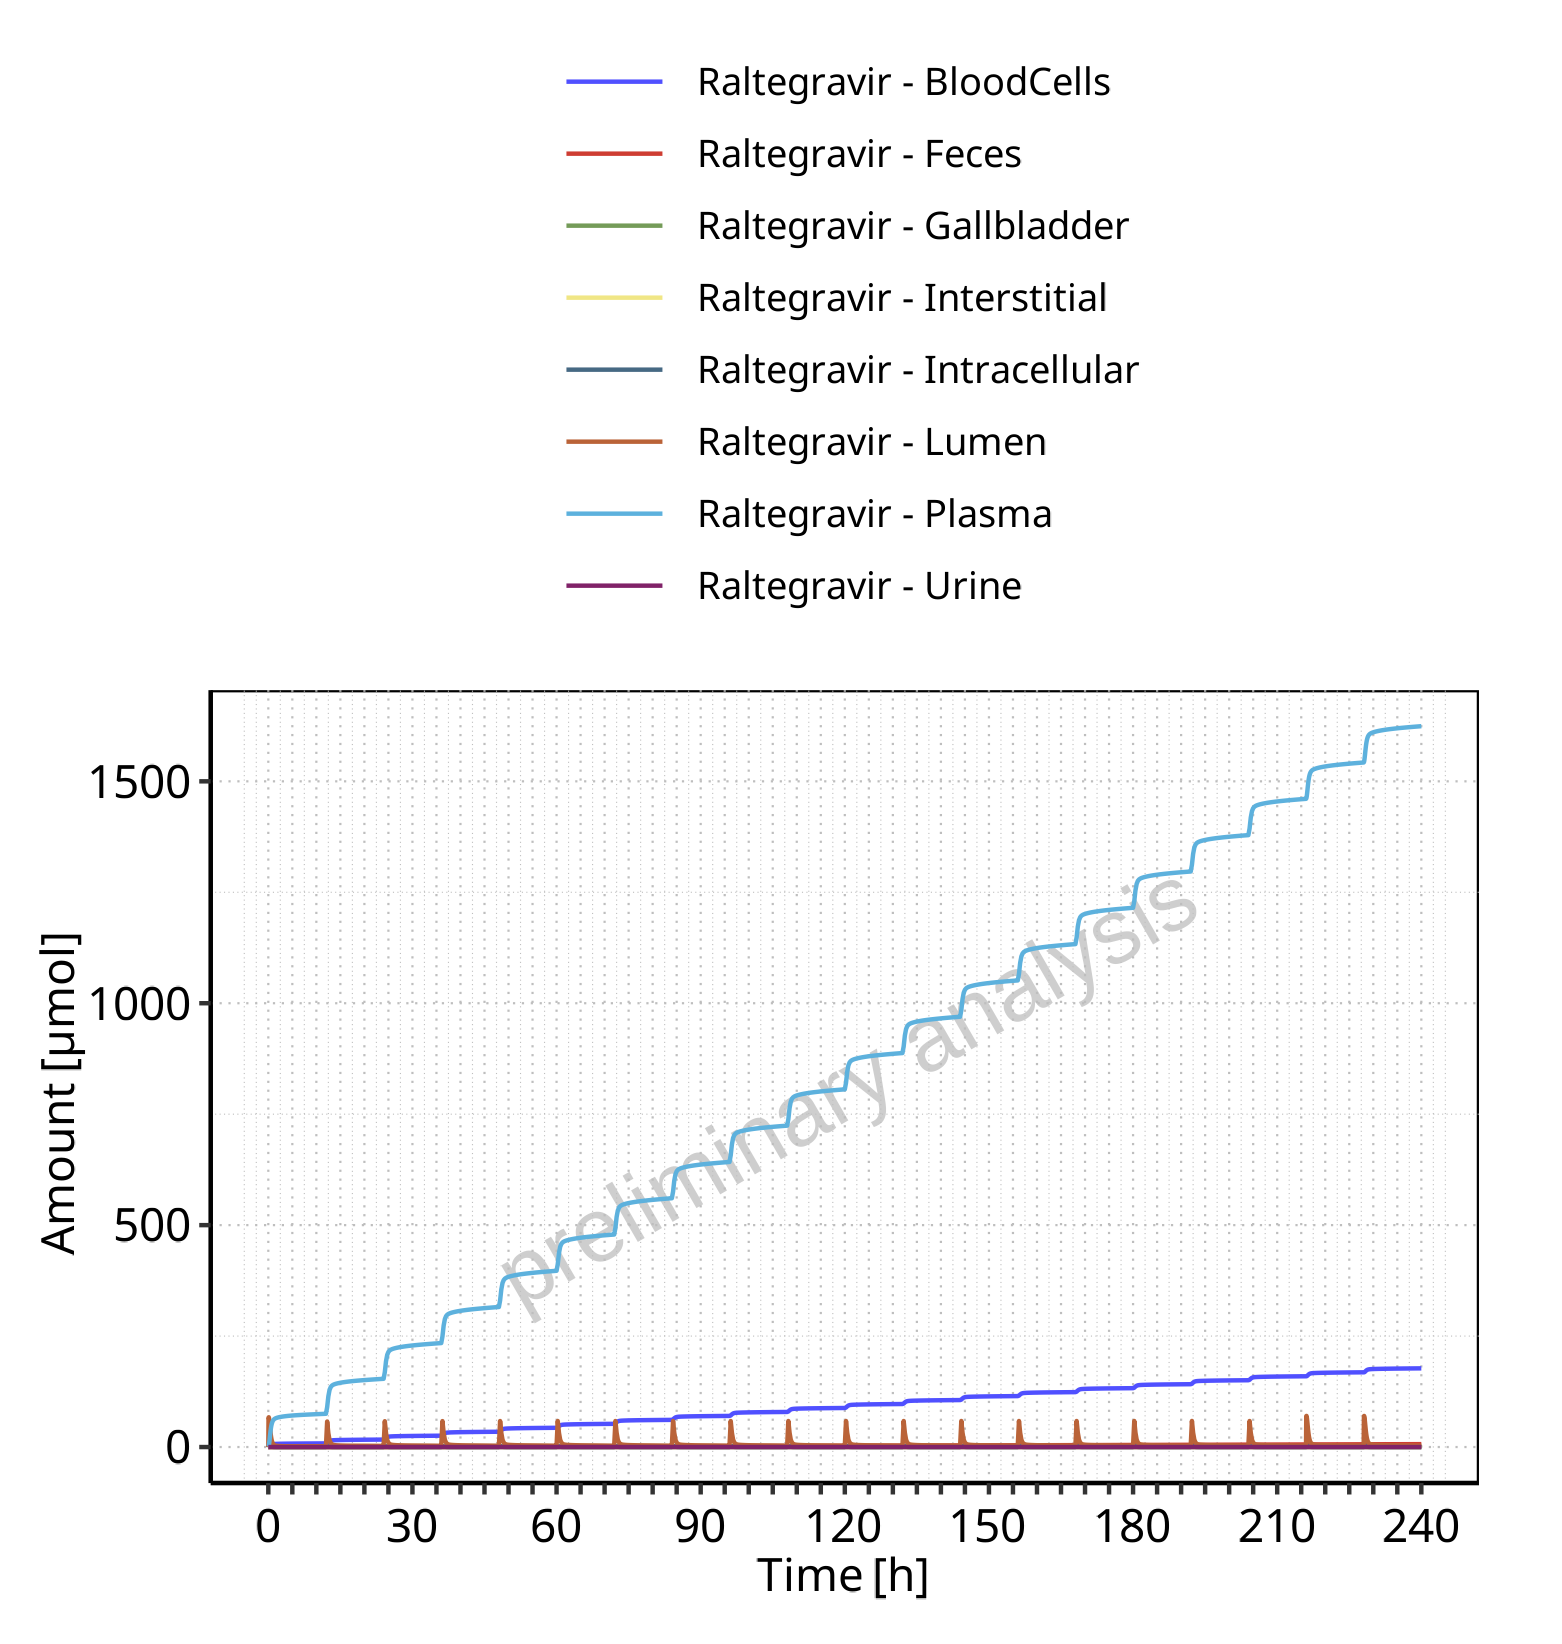 Raltegravir - BloodCells
Raltegravir - Feces
Raltegravir - Gallbladder
Raltegravir - Interstitial
Raltegravir - Intracellular
Raltegravir - Lumen
Raltegravir - Plasma
Raltegravir - Urine
1500
1000
500
0
Amount [µmol]
preliminary analysis
0 30 60 90 120 150 180 210 240
Time [h]